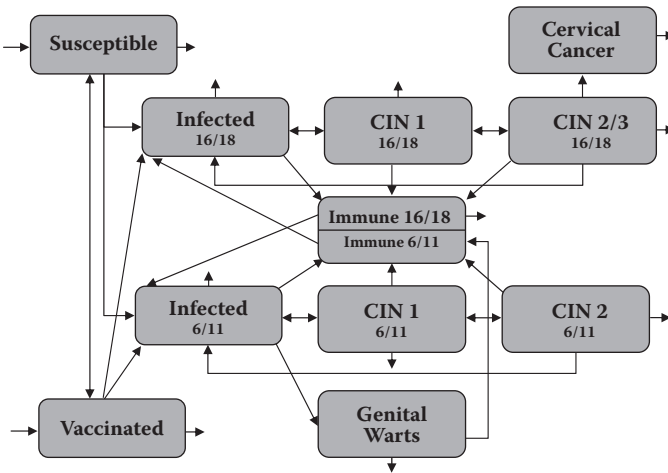 Susceptible
Cervical
Cancer
Infected
16/18
CIN 1
16/18
CIN 2/3
16/18
Immune 16/18
Immune 6/11
Infected
6/11
CIN 1
6/11
CIN 2
6/11
Vaccinated
Genital
Warts